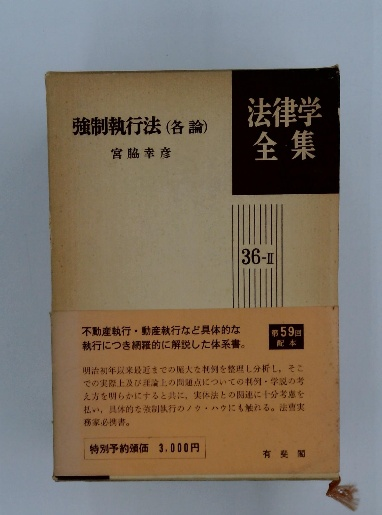 法律学
全集
強制執行法（各論）
宮脇幸彦
36-II
不動産執行・動産執行など具体的な
執行につき網羅的に解説した体系書。
第59回
配本
明治初年以来最近までの厖大な判例を整理し分析し、そこ
での実際上及び理論上の問題点についての判例・学説の考
え方を明らかにすると共に、実体法との関連に十分考慮を
払い、具体的な強制執行のノウ・ハウにも触れる。法曹実
務家必携書。
特別予約頒価 3,000円
有斐閣